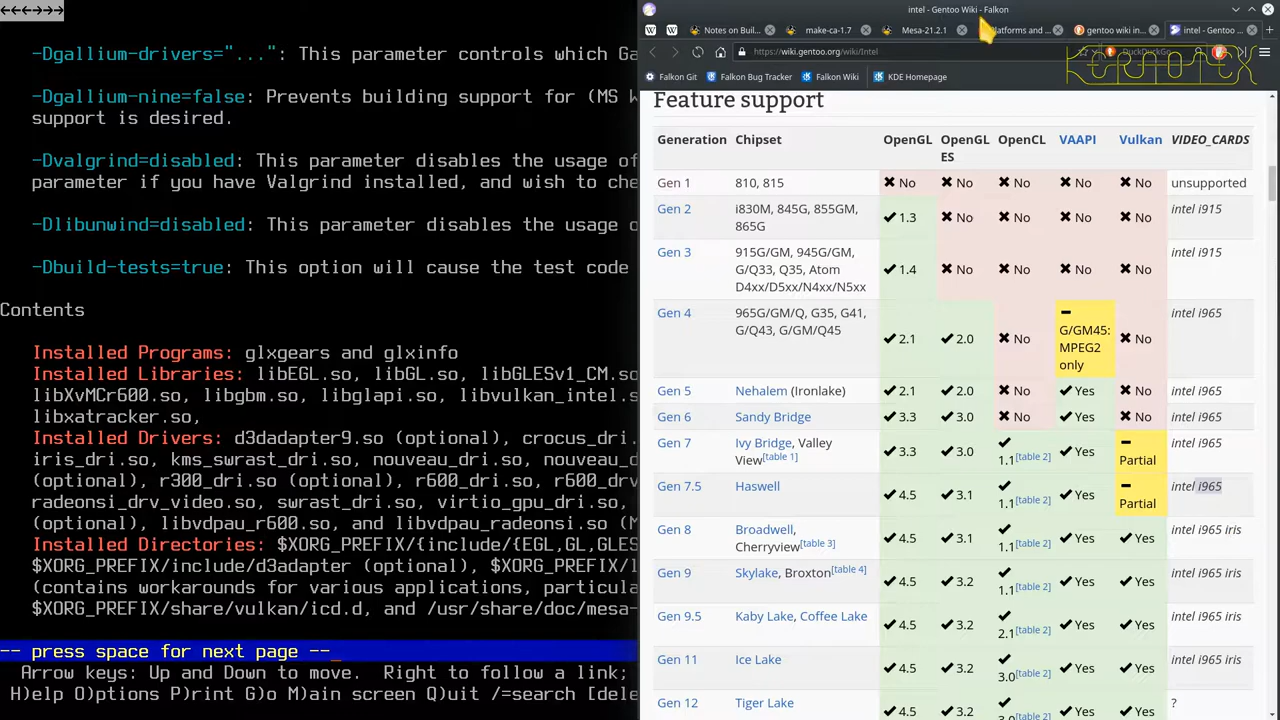 <--->
-Dgallium-drivers="...": This parameter controls which Ga
-Dgallium-nine=false: Prevents building support for (MS W
support is desired.
-Dvalgrind=disabled: This parameter disables the usage of
parameter if you have Valgrind installed, and wish to che
-Dlibunwind=disabled: This parameter disables the usage o
-Dbuild-tests=true: This option will cause the test code
Contents
Installed Programs: glxgears and glxinfo
Installed Libraries: libEGL.so, libGL.so, libGLESv1_CM.so
libXvMCr600.so, libgbm.so, libglapi.so, libvulkan_intel.s
libxatracker.so,
Installed Drivers: d3dadapter9.so (optional), crocus_dri.
iris_dri.so, kms_swrast_dri.so, nouveau_dri.so, nouveau_d
(optional), r300_dri.so (optional), r600_dri.so, r600_drv
radeonsi_drv_video.so, swrast_dri.so, virtio_gpu_dri.so,
(optional), libvdpau_r600.so, and libvdpau_radeonsi.so (M
Installed Directories: $XORG_PREFIX/{include/{EGL,GL,GLES
$XORG_PREFIX/include/d3dadapter (optional), $XORG_PREFIX/l
(contains workarounds for various applications, particula
$XORG_PREFIX/share/vulkan/icd.d, and /usr/share/doc/mesa-
-- press space for next page --
Arrow keys: Up and Down to move. Right to follow a link;
H)elp O)ptions P)rint G)o M)ain screen Q)uit /=search [dele
intel - Gentoo Wiki - Falkon
Notes on Buil... make-ca-1.7 Mesa-21.2.1 latforms and ... gentoo wiki in... intel - Gentoo ...
https://wiki.gentoo.org/wiki/Intel DuckDuckGo
Falkon Git Falkon Bug Tracker Falkon Wiki KDE Homepage
Feature support
Generation Chipset OpenGL OpenGL ES OpenCL VAAPI Vulkan VIDEO_CARDS
Gen 1 810, 815 No No No No No unsupported
Gen 2 i830M, 845G, 855GM, 865G 1.3 No No No No intel i915
Gen 3 915G/GM, 945G/GM, G/Q33, Q35, Atom D4xx/D5xx/N4xx/N5xx 1.4 No No No No intel i915
Gen 4 965G/GM/Q, G35, G41, G/Q43, G/GM/Q45 2.1 2.0 No G/GM45: MPEG2 only No intel i965
Gen 5 Nehalem (Ironlake) 2.1 2.0 No Yes No intel i965
Gen 6 Sandy Bridge 3.3 3.0 No Yes No intel i965
Gen 7 Ivy Bridge, Valley View[table 1] 3.3 3.0 1.1[table 2] Yes Partial intel i965
Gen 7.5 Haswell 4.5 3.1 1.1[table 2] Yes Partial intel i965
Gen 8 Broadwell, Cherryview[table 3] 4.5 3.1 1.1[table 2] Yes Yes intel i965 iris
Gen 9 Skylake, Broxton[table 4] 4.5 3.2 1.1[table 2] Yes Yes intel i965 iris
Gen 9.5 Kaby Lake, Coffee Lake 4.5 3.2 2.1[table 2] Yes Yes intel i965 iris
Gen 11 Ice Lake 4.5 3.2 3.0[table 2] Yes Yes intel i965 iris
Gen 12 Tiger Lake 4.5 3.2 3.0[table 2] Yes Yes ?